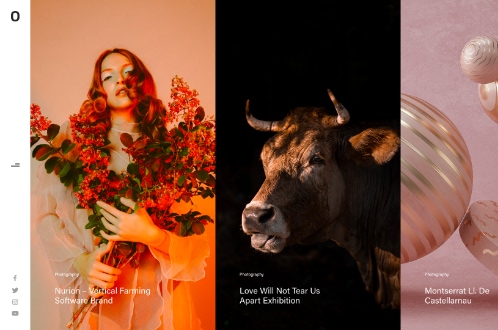 O
Photography
Nurion – Vertical Farming
Software Brand
Photography
Love Will Not Tear Us
Apart Exhibition
Photography
Montserrat Ll. De
Castellarnau